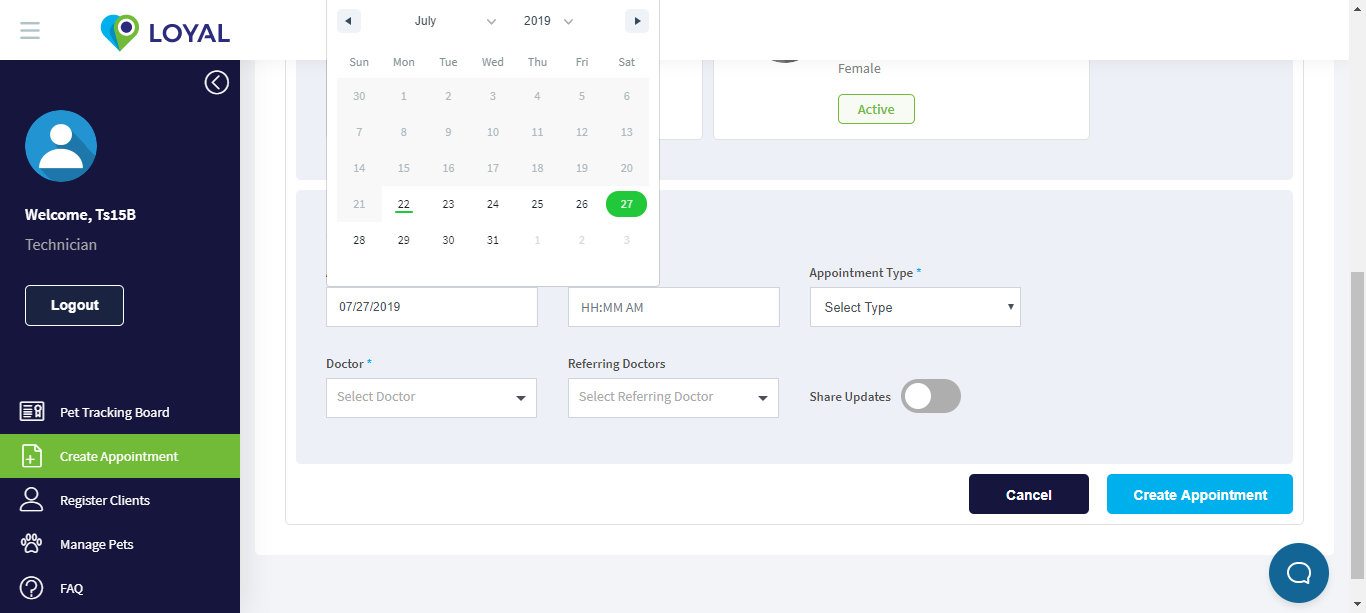 LOYAL
Welcome, Ts15B
Technician
Logout
Pet Tracking Board
Create Appointment
Register Clients
Manage Pets
FAQ
July 2019
Sun Mon Tue Wed Thu Fri Sat
30 1 2 3 4 5 6
7 8 9 10 11 12 13
14 15 16 17 18 19 20
21 22 23 24 25 26 27
28 29 30 31 1 2 3
Female
Active
Appointment Type *
07/27/2019 HH:MM AM Select Type
Doctor * Referring Doctors
Select Doctor Select Referring Doctor Share Updates
Cancel Create Appointment